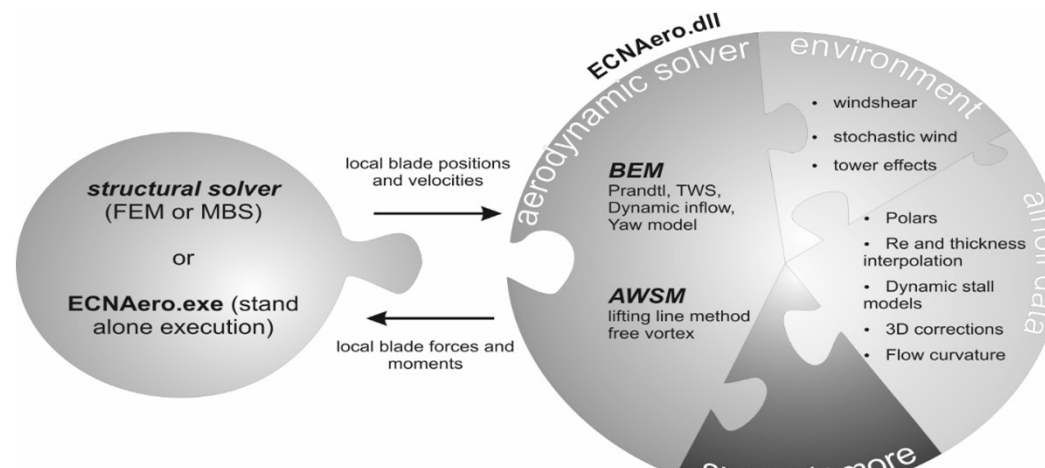 structural solver
(FEM or MBS)
or
ECNAero.exe (stand
alone execution)
local blade positions
and velocities
local blade forces and
moments
ECNAero.dll
aerodynamic solver
BEM
Prandtl, TWS,
Dynamic inflow,
Yaw model
AWSM
lifting line method
free vortex
environment
• windshear
• stochastic wind
• tower effects
airfoil data
• Polars
• Re and thickness
interpolation
• Dynamic stall
models
• 3D corrections
• Flow curvature
more